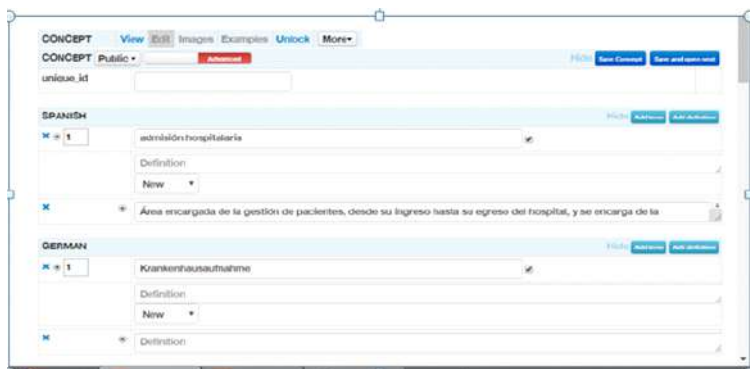 CONCEPT View Edit Images Examples Unlock More
CONCEPT Public Advanced Hide Save Concept Save and open next
unique_id
SPANISH Hide Add term Add definition
1 admisión hospitalaria
Definition
New
Área encargada de la gestión de pacientes, desde su ingreso hasta su egreso del hospital, y se encarga de la
GERMAN Hide Add term Add definition
1 Krankenhausaufnahme
Definition
New
Definition